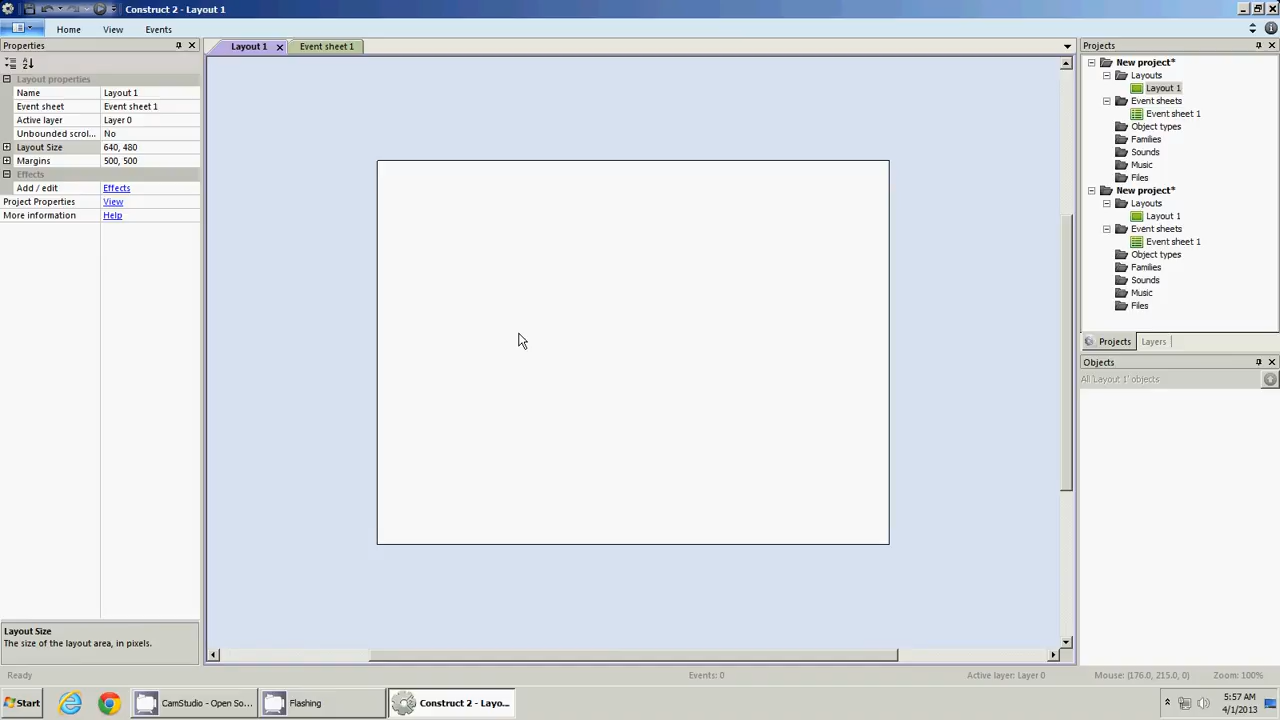 Construct 2 - Layout 1
Home View Events
Properties
Layout 1
Event sheet 1
Projects
Layout properties
Name Layout 1
Event sheet Event sheet 1
Active layer Layer 0
Unbounded scrol... No
Layout Size 640, 480
Margins 500, 500
Effects
Add / edit Effects
Project Properties View
More information Help
New project*
Layouts
Layout 1
Event sheets
Event sheet 1
Object types
Families
Sounds
Music
Files
New project*
Layouts
Layout 1
Event sheets
Event sheet 1
Object types
Families
Sounds
Music
Files
Projects Layers
Objects
All 'Layout 1' objects
Layout Size
The size of the layout area, in pixels.
Ready Events: 0 Active layer: Layer 0 Mouse: (176.0, 215.0, 0) Zoom: 100%
Start CamStudio - Open So... Flashing Construct 2 - Layo...
5:57 AM
4/1/2013